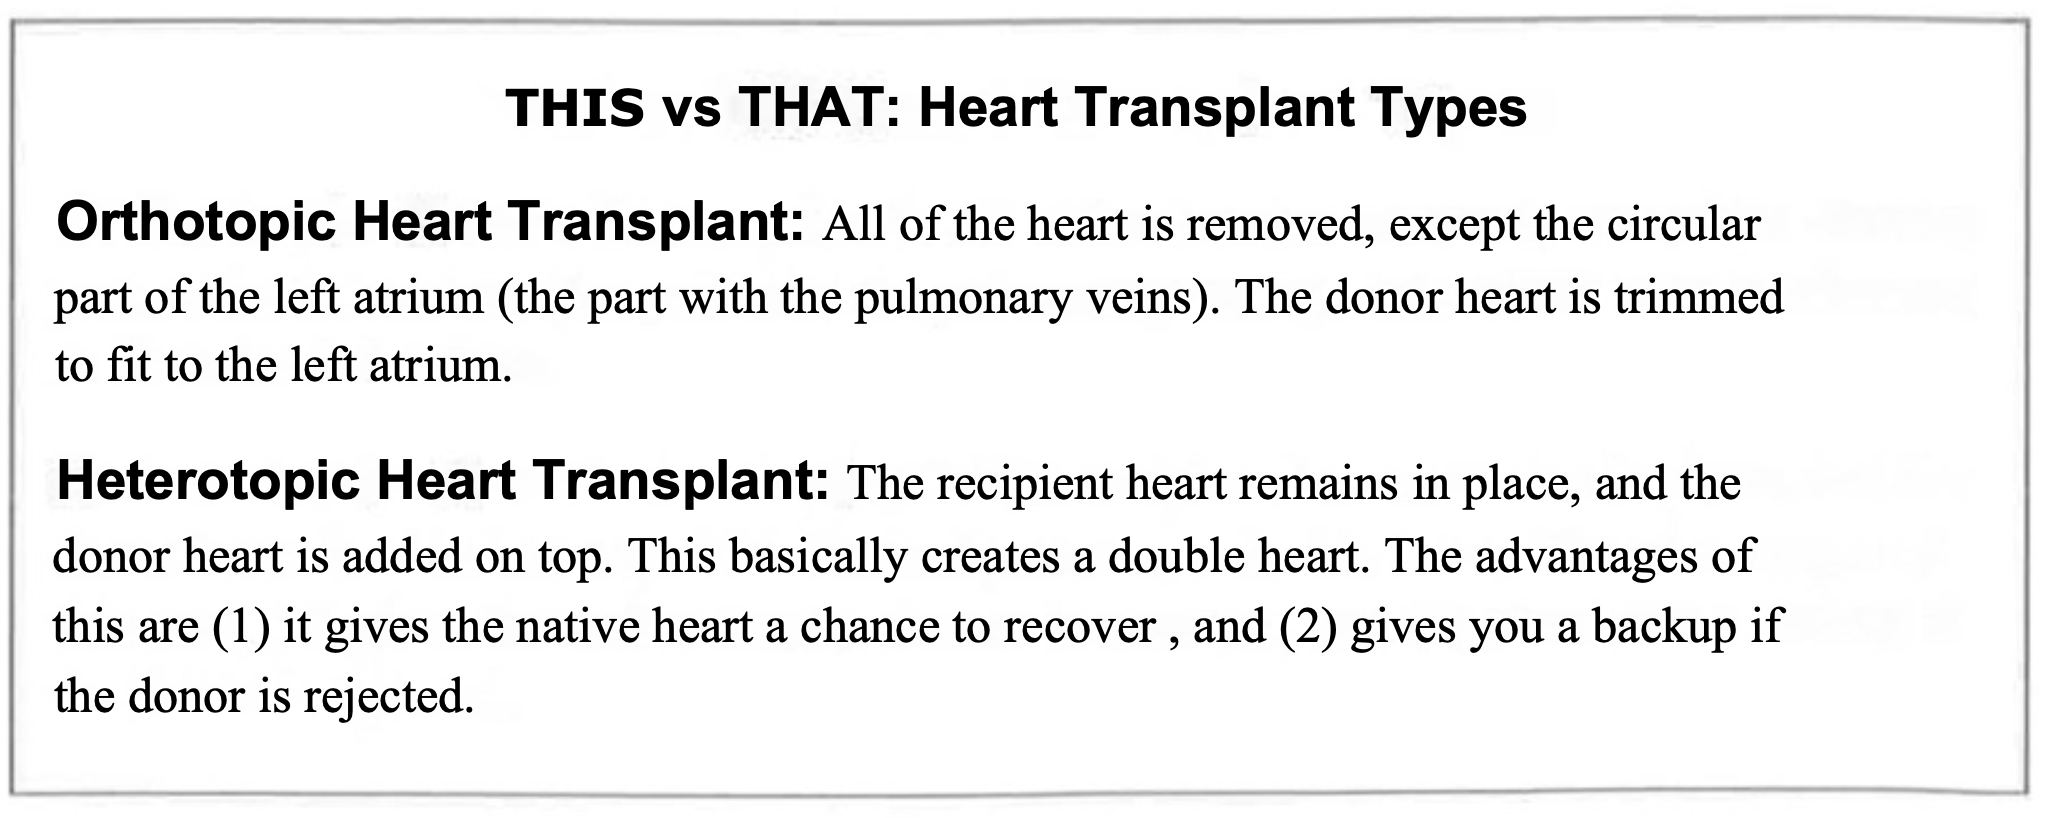 THIS vs THAT: Heart Transplant Types
Orthotopic Heart Transplant: All of the heart is removed, except the circular
part of the left atrium (the part with the pulmonary veins). The donor heart is trimmed
to fit to the left atrium.
Heterotopic Heart Transplant: The recipient heart remains in place, and the
donor heart is added on top. This basically creates a double heart. The advantages of
this are (1) it gives the native heart a chance to recover , and (2) gives you a backup if
the donor is rejected.